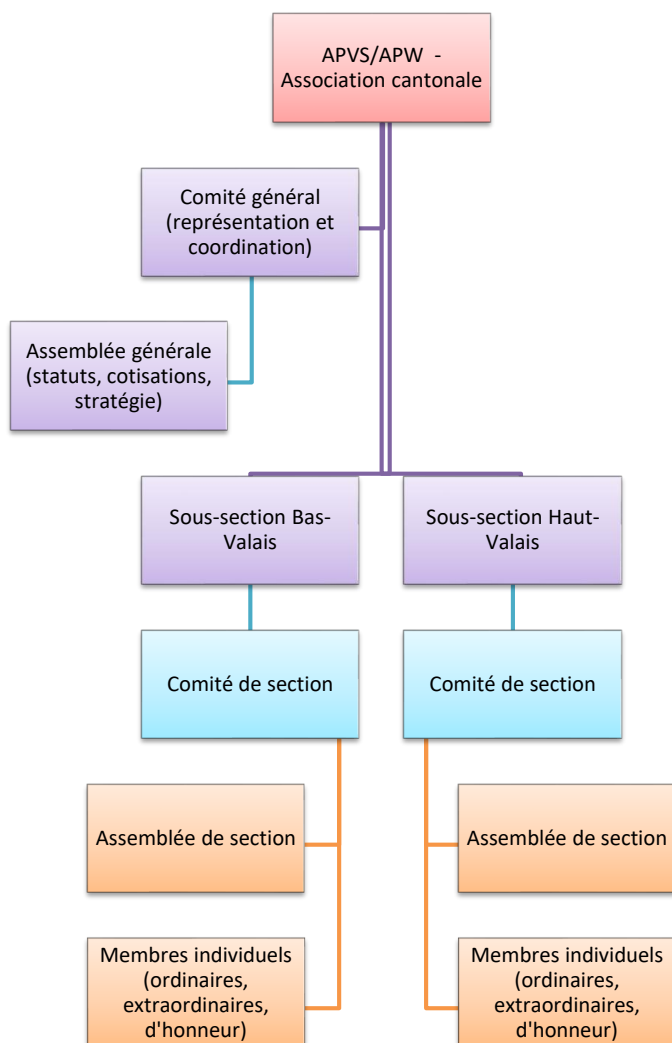 APVS/APW -
Association cantonale
Comité général
(représentation et
coordination)
Assemblée générale
(statuts, cotisations,
stratégie)
Sous-section Bas-
Valais
Sous-section Haut-
Valais
Comité de section
Comité de section
Assemblée de section
Assemblée de section
Membres individuels
(ordinaires,
extraordinaires,
d'honneur)
Membres individuels
(ordinaires,
extraordinaires,
d'honneur)